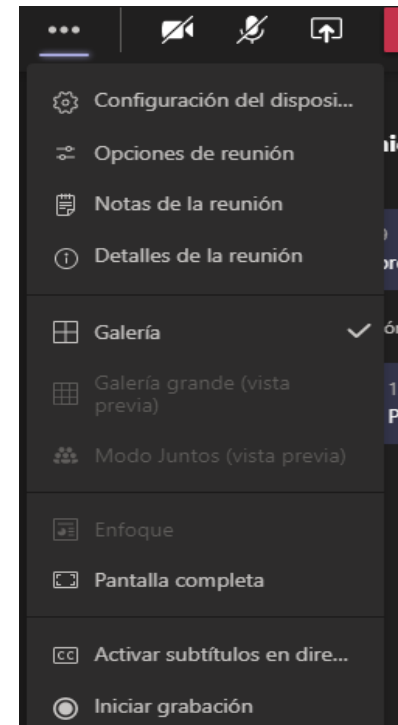 Configuración del disposi...
Opciones de reunión
Notas de la reunión
Detalles de la reunión
Galería
Galería grande (vista
previa)
Modo Juntos (vista previa)
Enfoque
Pantalla completa
CC Activar subtítulos en dire...
Iniciar grabación